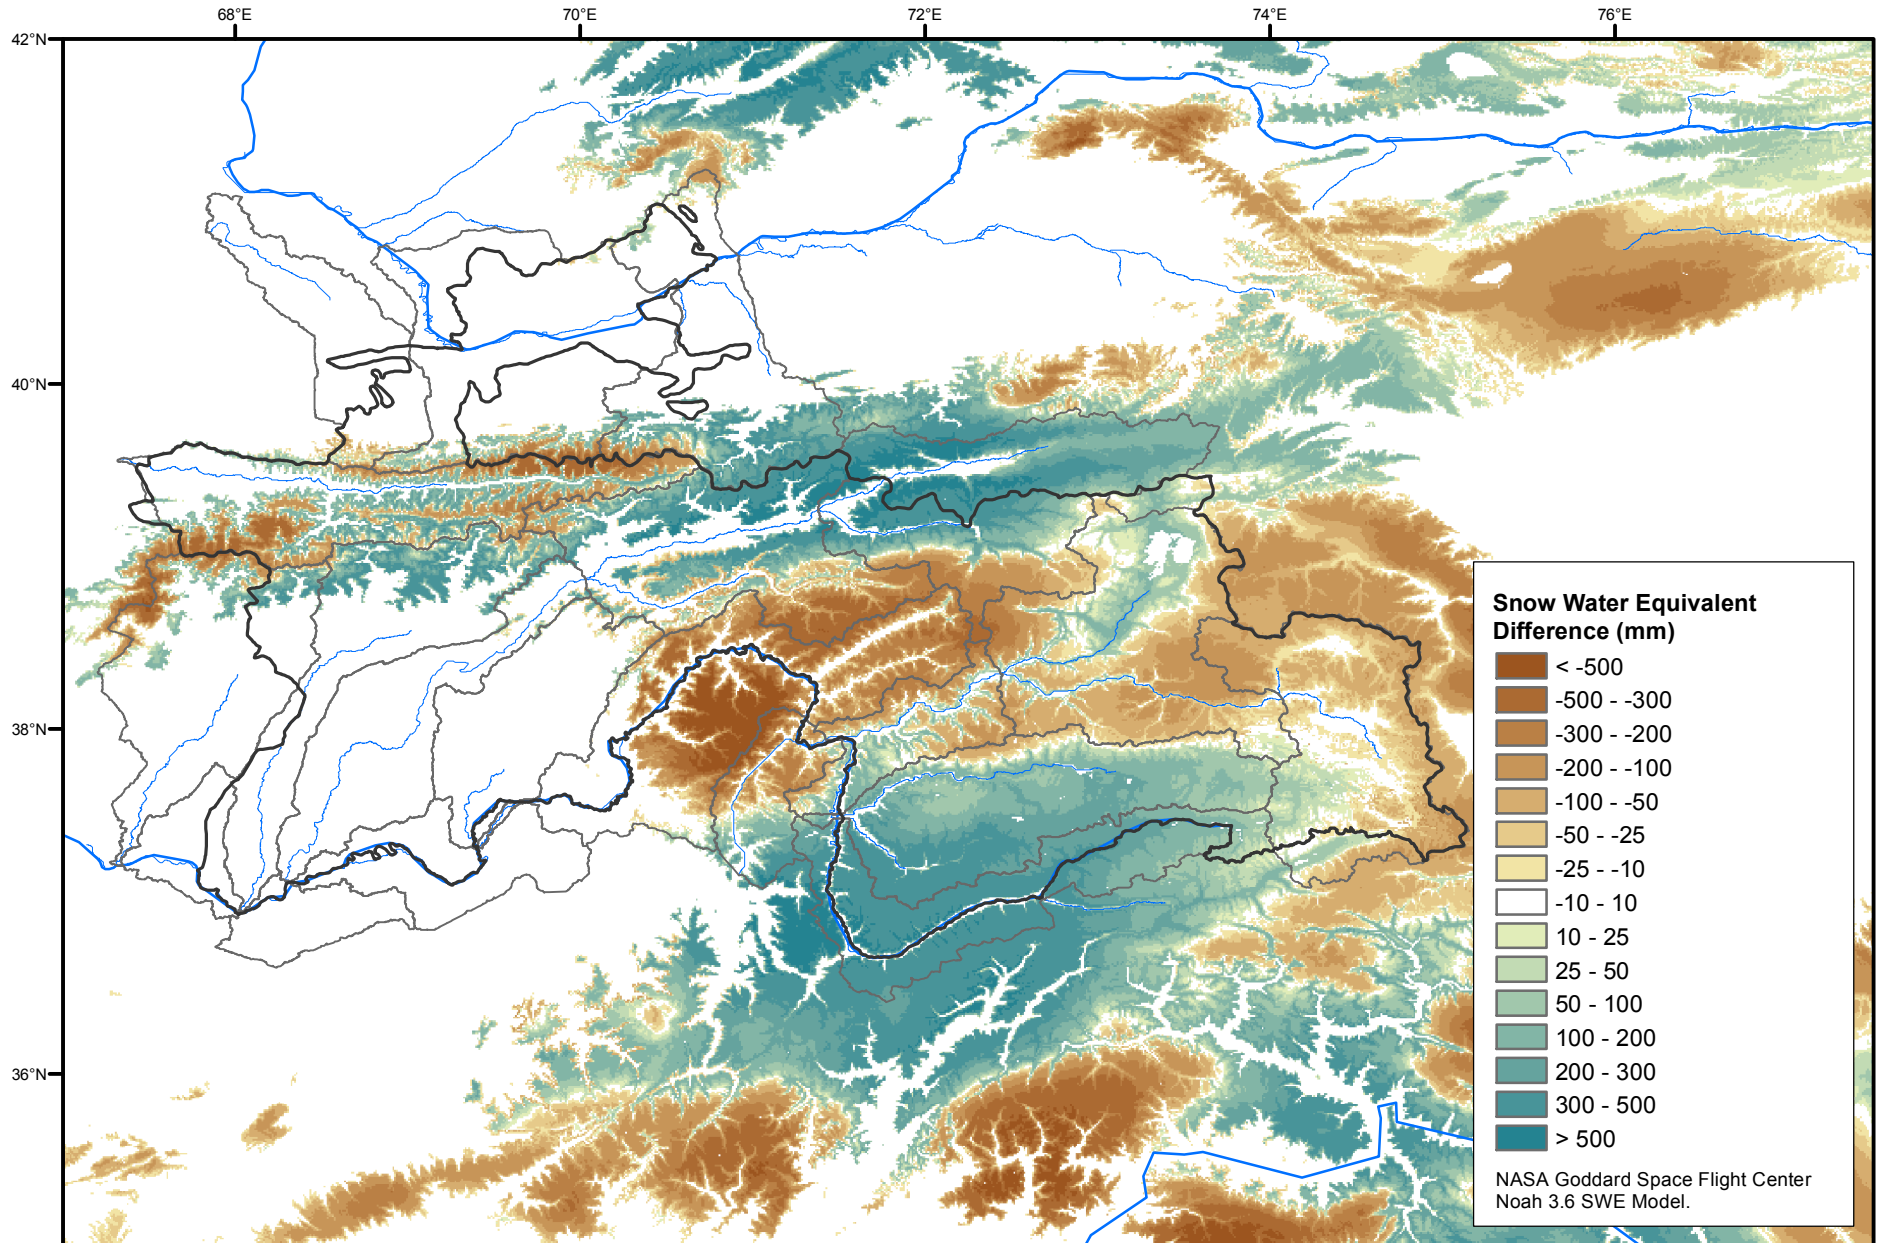 68°E
70°E
72°E
74°E
76°E
42°N
40°N
38°N
36°N
Snow Water Equivalent
Difference (mm)
< -500
-500 - -300
-300 - -200
-200 - -100
-100 - -50
-50 - -25
-25 - -10
-10 - 10
10 - 25
25 - 50
50 - 100
100 - 200
200 - 300
300 - 500
> 500
NASA Goddard Space Flight Center
Noah 3.6 SWE Model.